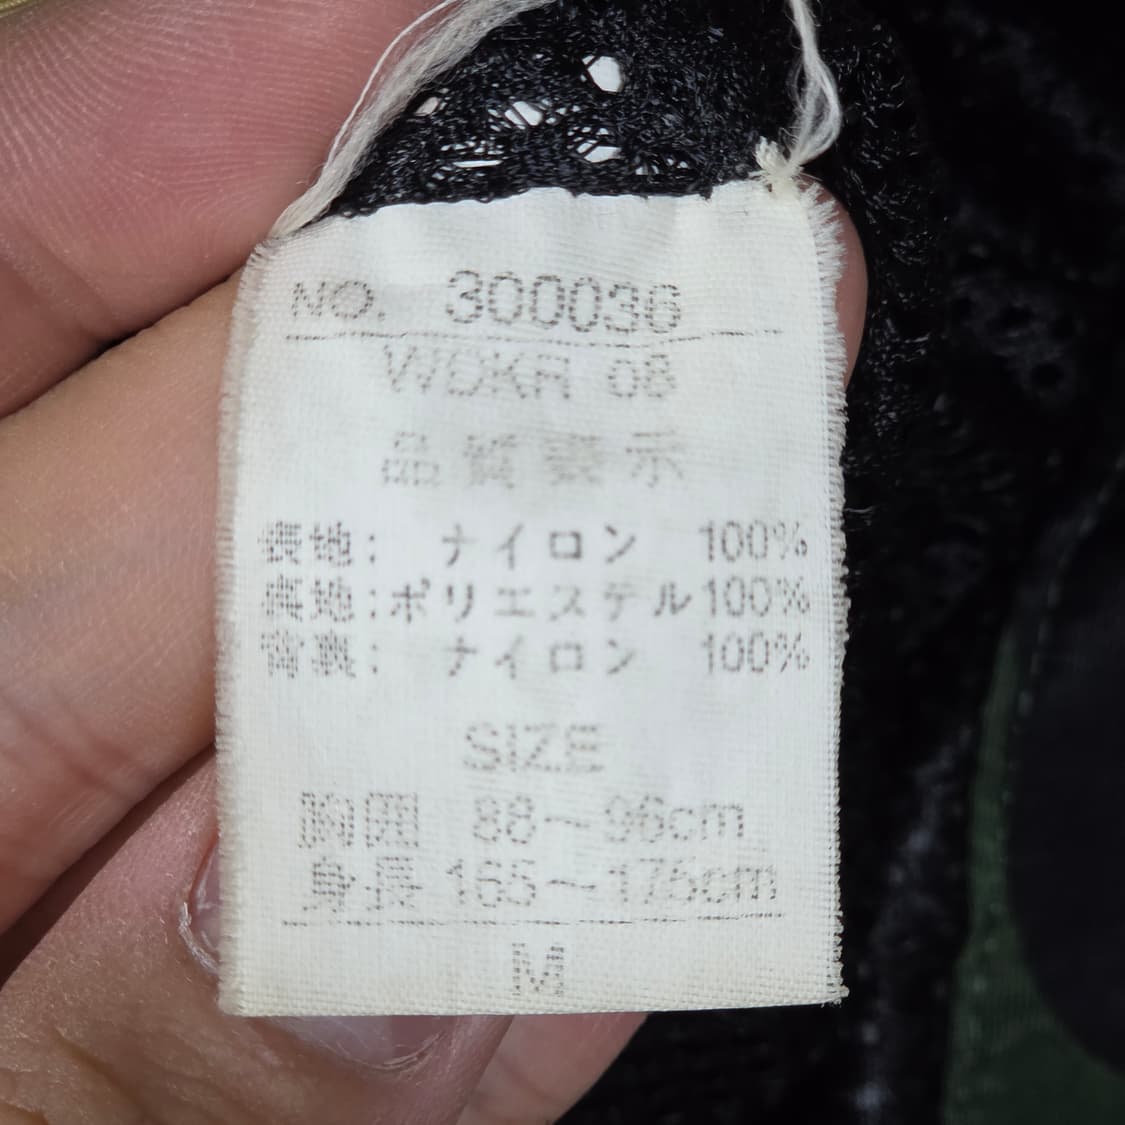 NO. 300036
WDKR 08
品質表示
表地: ナイロン 100%
裏地:ポリエステル100%
背裏: ナイロン 100%
SIZE
胸囲 88～96cm
身長 165～175cm
M